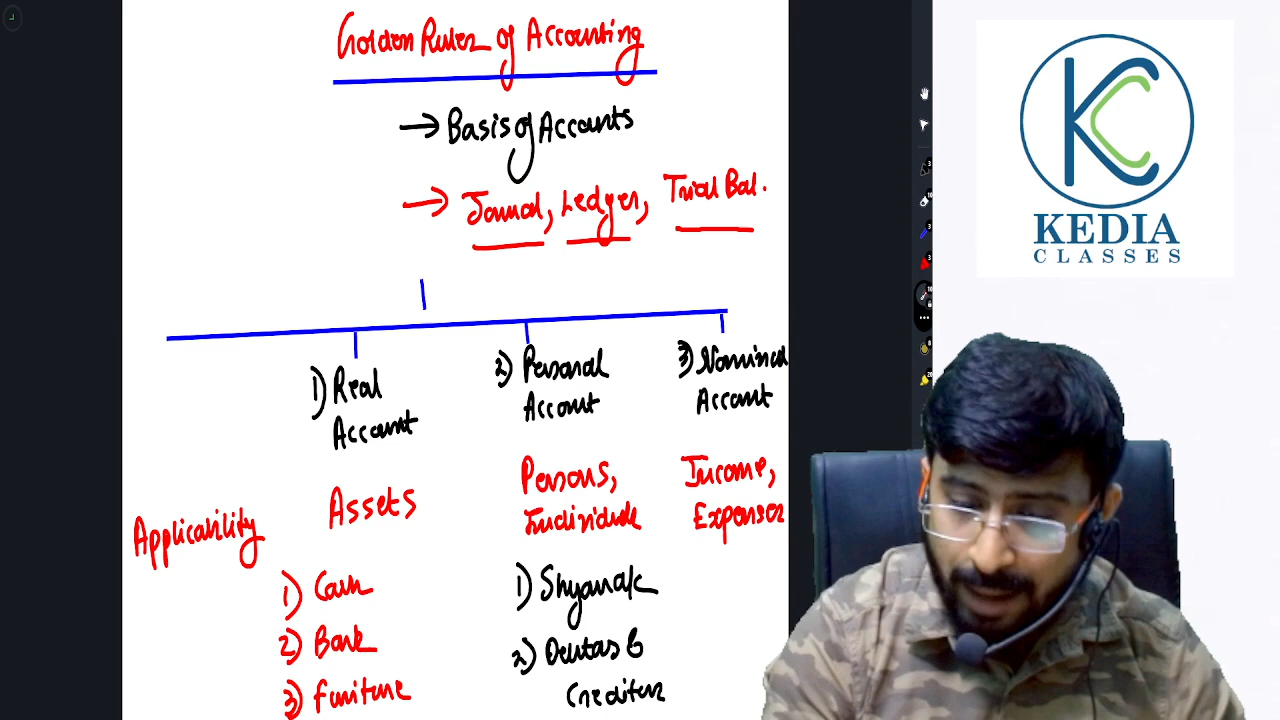 Golden Rules of Accounting
→ Basis of Accounts
→ Journal, Ledger, Trial Bal.
1) Real Account
2) Personal Account
3) Nominal Account
Applicability
Assets
Persons, Individuals
Income, Expenses
1) Cash
2) Bank
3) Furniture
1) Shyam a/c
2) Debtors & Creditors
KEDIA
CLASSES